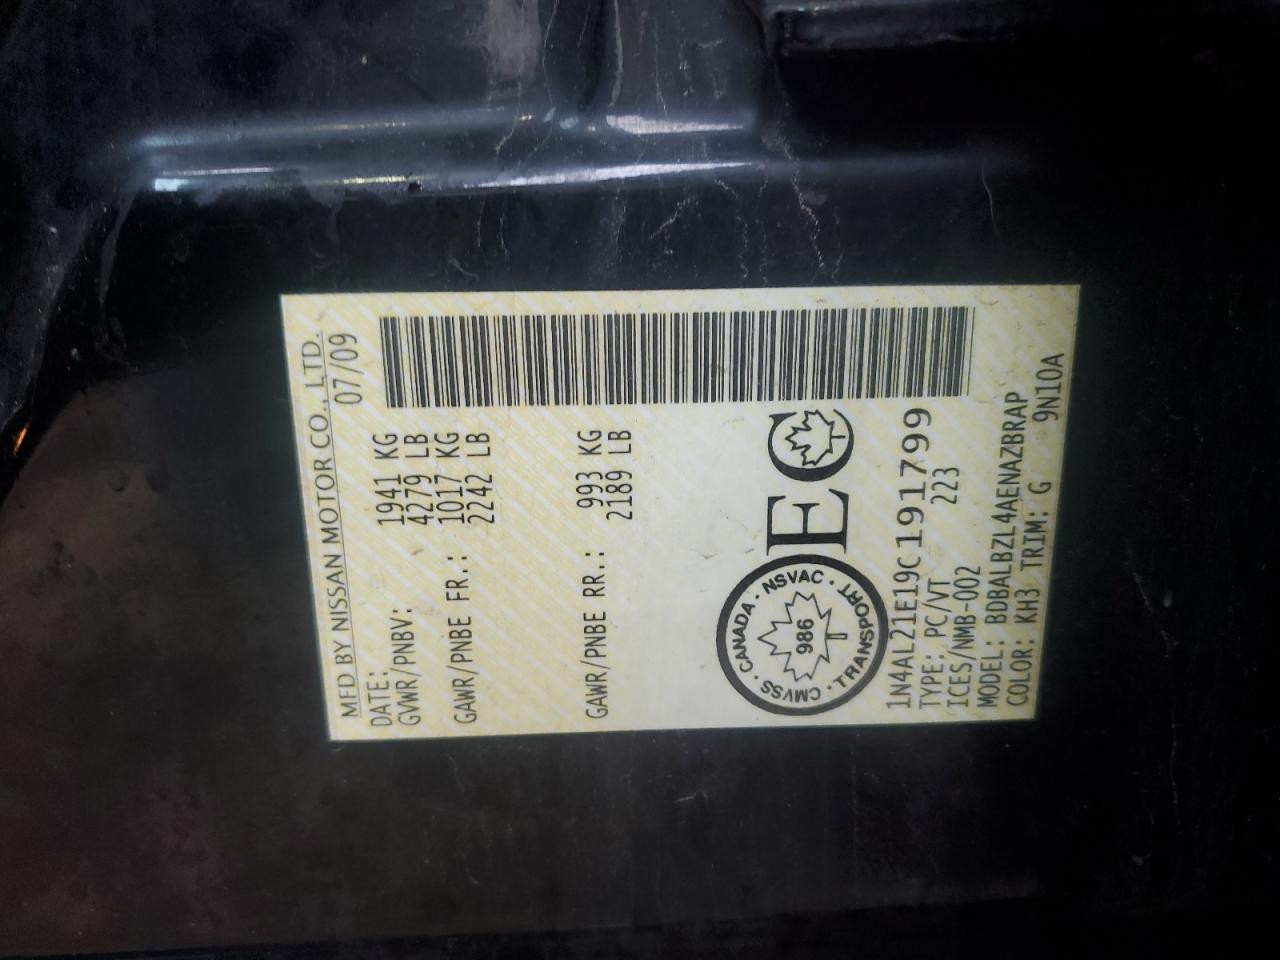 MFD BY NISSAN MOTOR CO., LTD.
DATE: 07/09
GVWR/PNBV: 1941 KG
4279 LB
GAWR/PNBE FR.: 1017 KG
2242 LB
GAWR/PNBE RR.: 993 KG
2189 LB
CANADA · NSVAC · TRANSPORT · CMVSS ·
986
EC
1N4AL21E19C191799
TYPE: PC/VT 223
ICES/NMB-002
MODEL: BDBALBZL4AENAZBRAP
COLOR: KH3 TRIM: G 9N10A